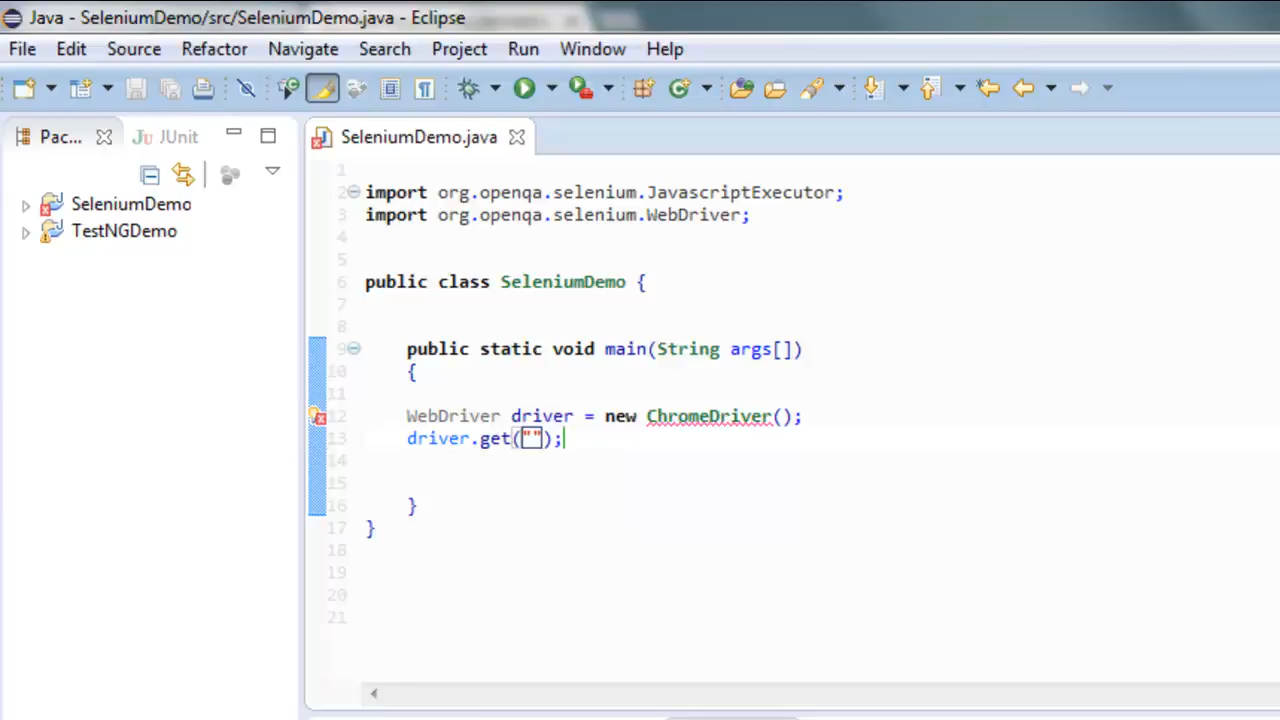 Java - SeleniumDemo/src/SeleniumDemo.java - Eclipse
File Edit Source Refactor Navigate Search Project Run Window Help
Pac... JUnit SeleniumDemo.java
SeleniumDemo
TestNGDemo
1
2 import org.openqa.selenium.JavascriptExecutor;
3 import org.openqa.selenium.WebDriver;
4
5
6 public class SeleniumDemo {
7
8
9 public static void main(String args[])
10 {
11
12 WebDriver driver = new ChromeDriver();
13 driver.get("");
14
15
16 }
17 }
18
19
20
21